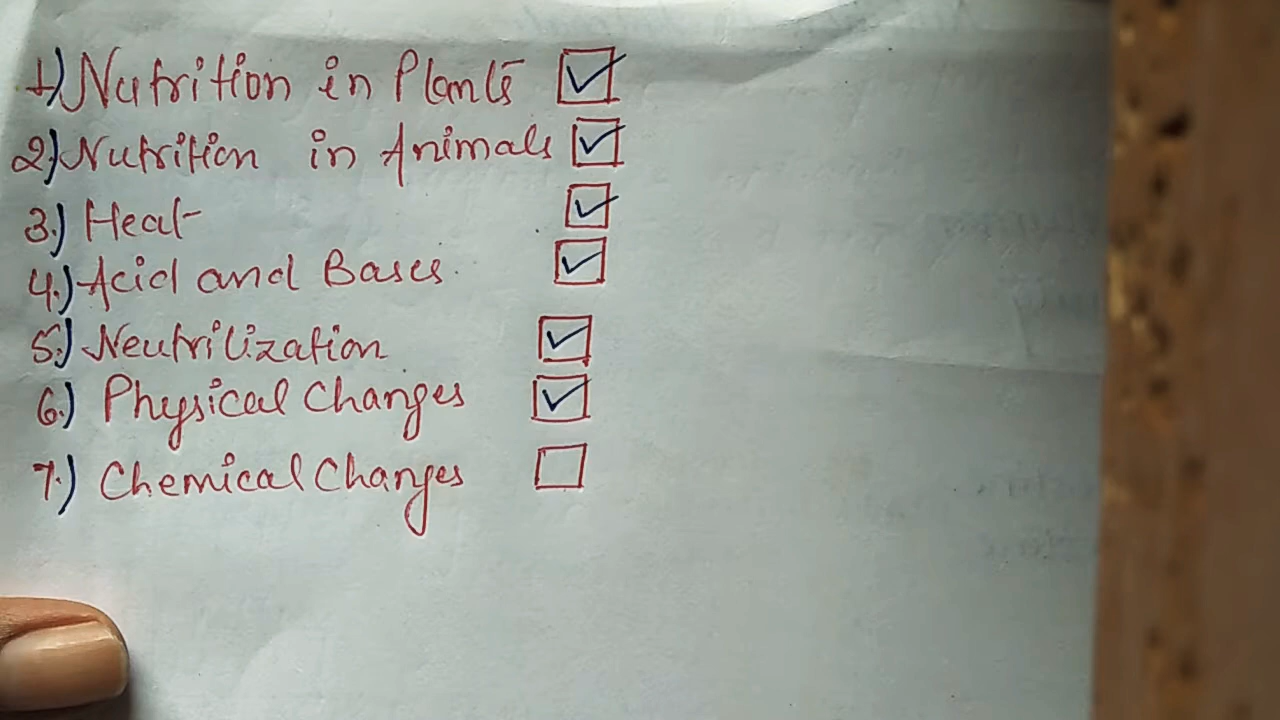 1) Nutrition in Plants ☑
2) Nutrition in Animals ☑
3.) Heat ☑
4.) Acid and Bases. ☑
5.) Neutrilization ☑
6.) Physical Changes ☑
7.) Chemical Changes ☐